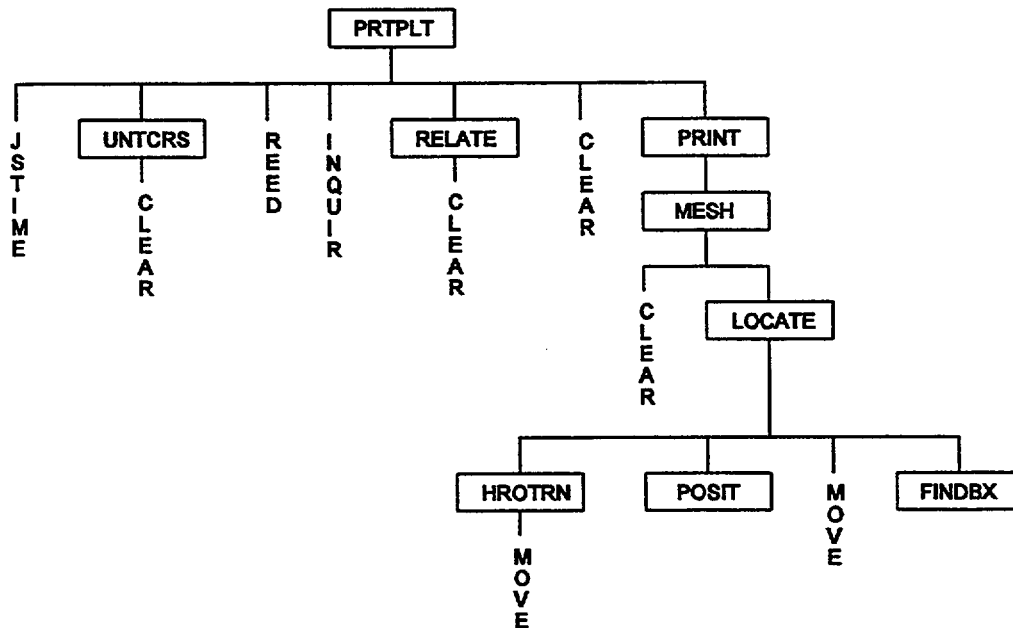 PRTPLT
JSTIME
UNTCRS
REED
INQUIR
RELATE
CLEAR
PRINT
CLEAR
CLEAR
MESH
CLEAR
LOCATE
HROTRN
POSIT
MOVE
FINDBX
MOVE